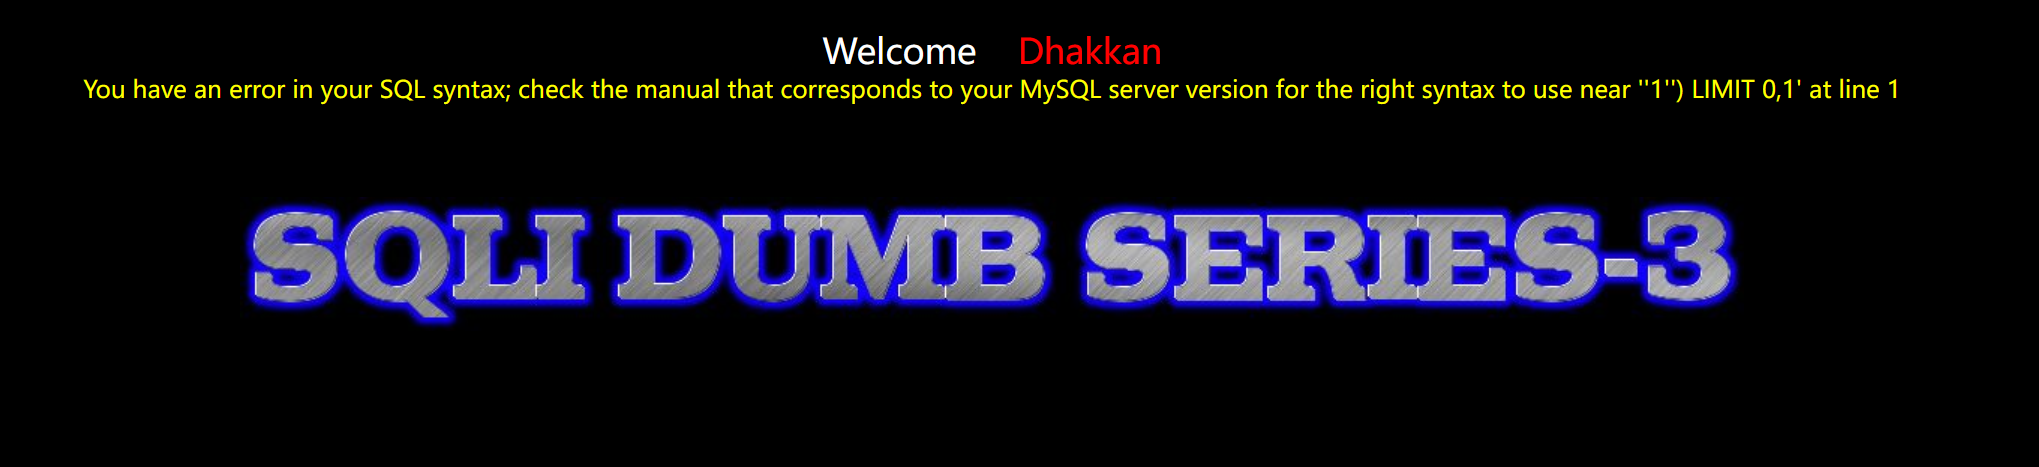 Welcome Dhakkan
You have an error in your SQL syntax; check the manual that corresponds to your MySQL server version for the right syntax to use near ''1'') LIMIT 0,1' at line 1
SQLI DUMB SERIES-3